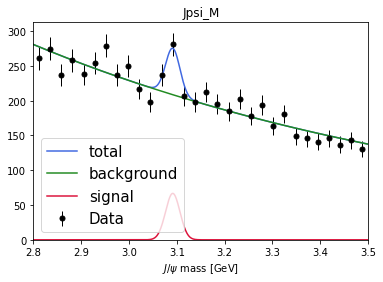 Jpsi_M
300
250
200
150
100
50
0
total
background
signal
Data
2.8 2.9 3.0 3.1 3.2 3.3 3.4 3.5
J/ψ mass [GeV]